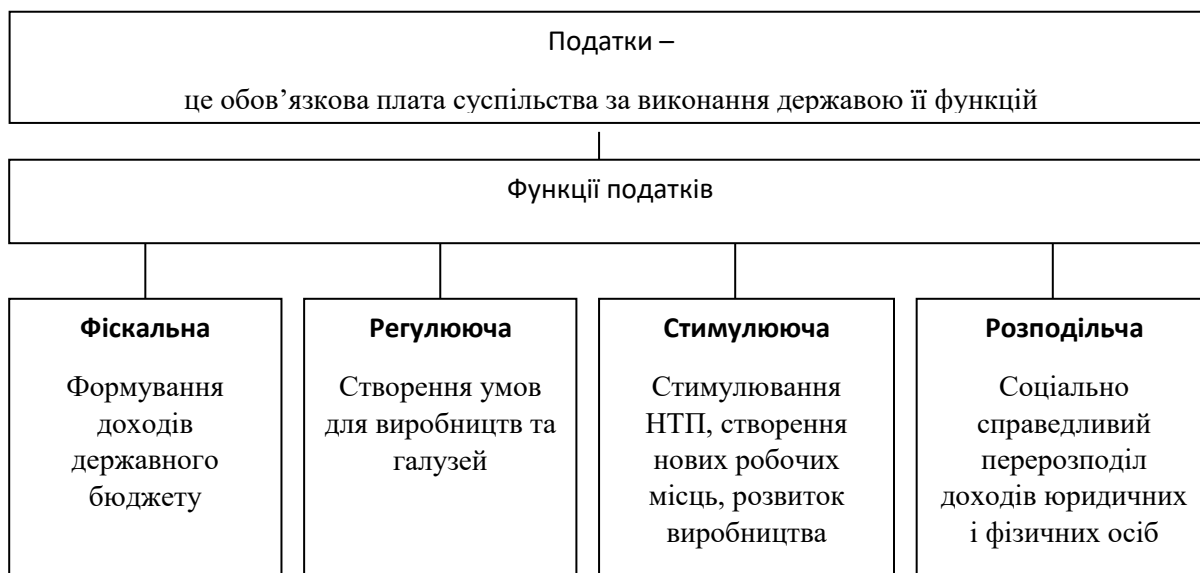 Податки –
це обов’язкова плата суспільства за виконання державою її функцій
Функції податків
Фіскальна
Формування
доходів
державного
бюджету
Регулююча
Створення умов
для виробництв та
галузей
Стимулююча
Стимулювання
НТП, створення
нових робочих
місць, розвиток
виробництва
Розподільча
Соціально
справедливий
перерозподіл
доходів юридичних
і фізичних осіб